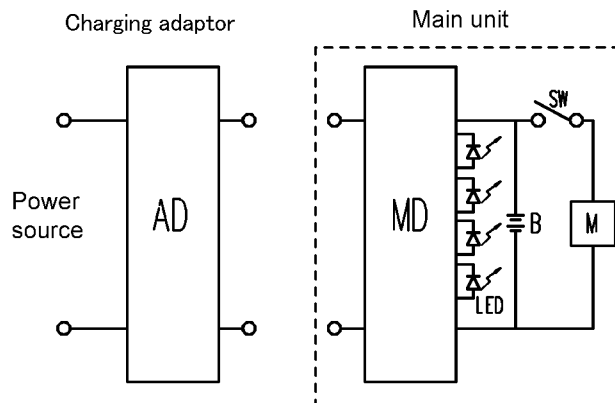 Charging adaptor
Main unit
SW
Power
source
AD
MD
B
M
LED